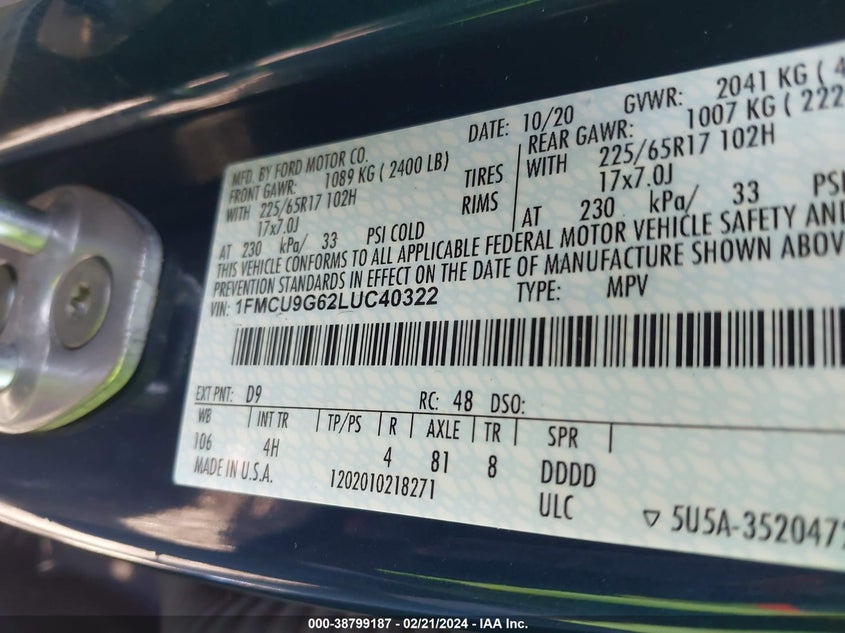 MFD. BY FORD MOTOR CO. DATE: 10/20 GVWR: 2041 KG ( 4
FRONT GAWR: 1089 KG ( 2400 LB) REAR GAWR: 1007 KG ( 222
WITH 225/65R17 102H TIRES WITH 225/65R17 102H
17x7.0J RIMS 17x7.0J
AT 230 kPa/ 33 PSI COLD AT 230 kPa/ 33 PSI
THIS VEHICLE CONFORMS TO ALL APPLICABLE FEDERAL MOTOR VEHICLE SAFETY AND
PREVENTION STANDARDS IN EFFECT ON THE DATE OF MANUFACTURE SHOWN ABOV
VIN: 1FMCU9G62LUC40322 TYPE: MPV
EXT PNT: D9 RC: 48 DSO:
WB INT TR TP/PS R AXLE TR SPR
106 4H 4 81 8 DDDD
MADE IN U.S.A. 1202010218271 ULC
5U5A-3520472
000-38799187 - 02/21/2024 - IAA, Inc.